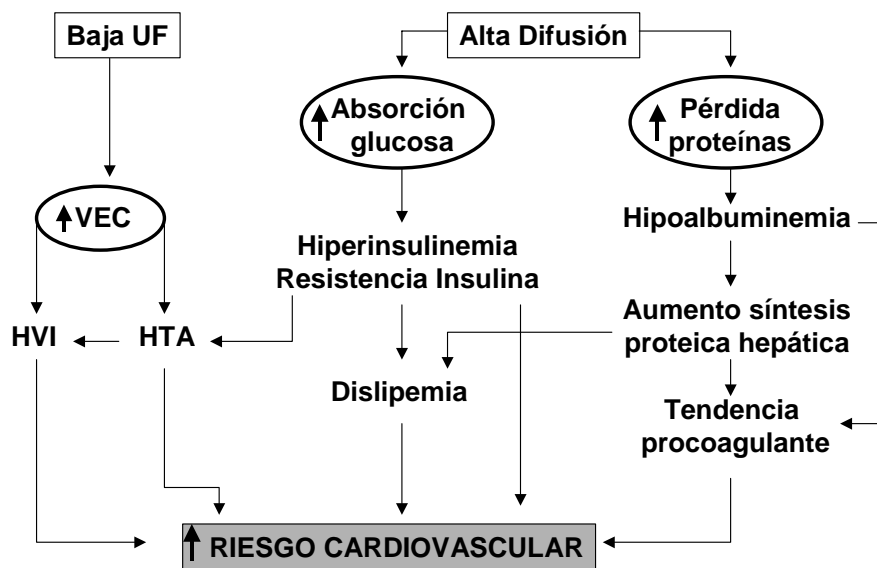 Baja UF
Alta Difusión
Absorción
glucosa
Pérdida
proteínas
VEC
Hipoalbuminemia
Hiperinsulinemia
Resistencia Insulina
HVI
HTA
Aumento síntesis
proteica hepática
Dislipemia
Tendencia
procoagulante
RIESGO CARDIOVASCULAR